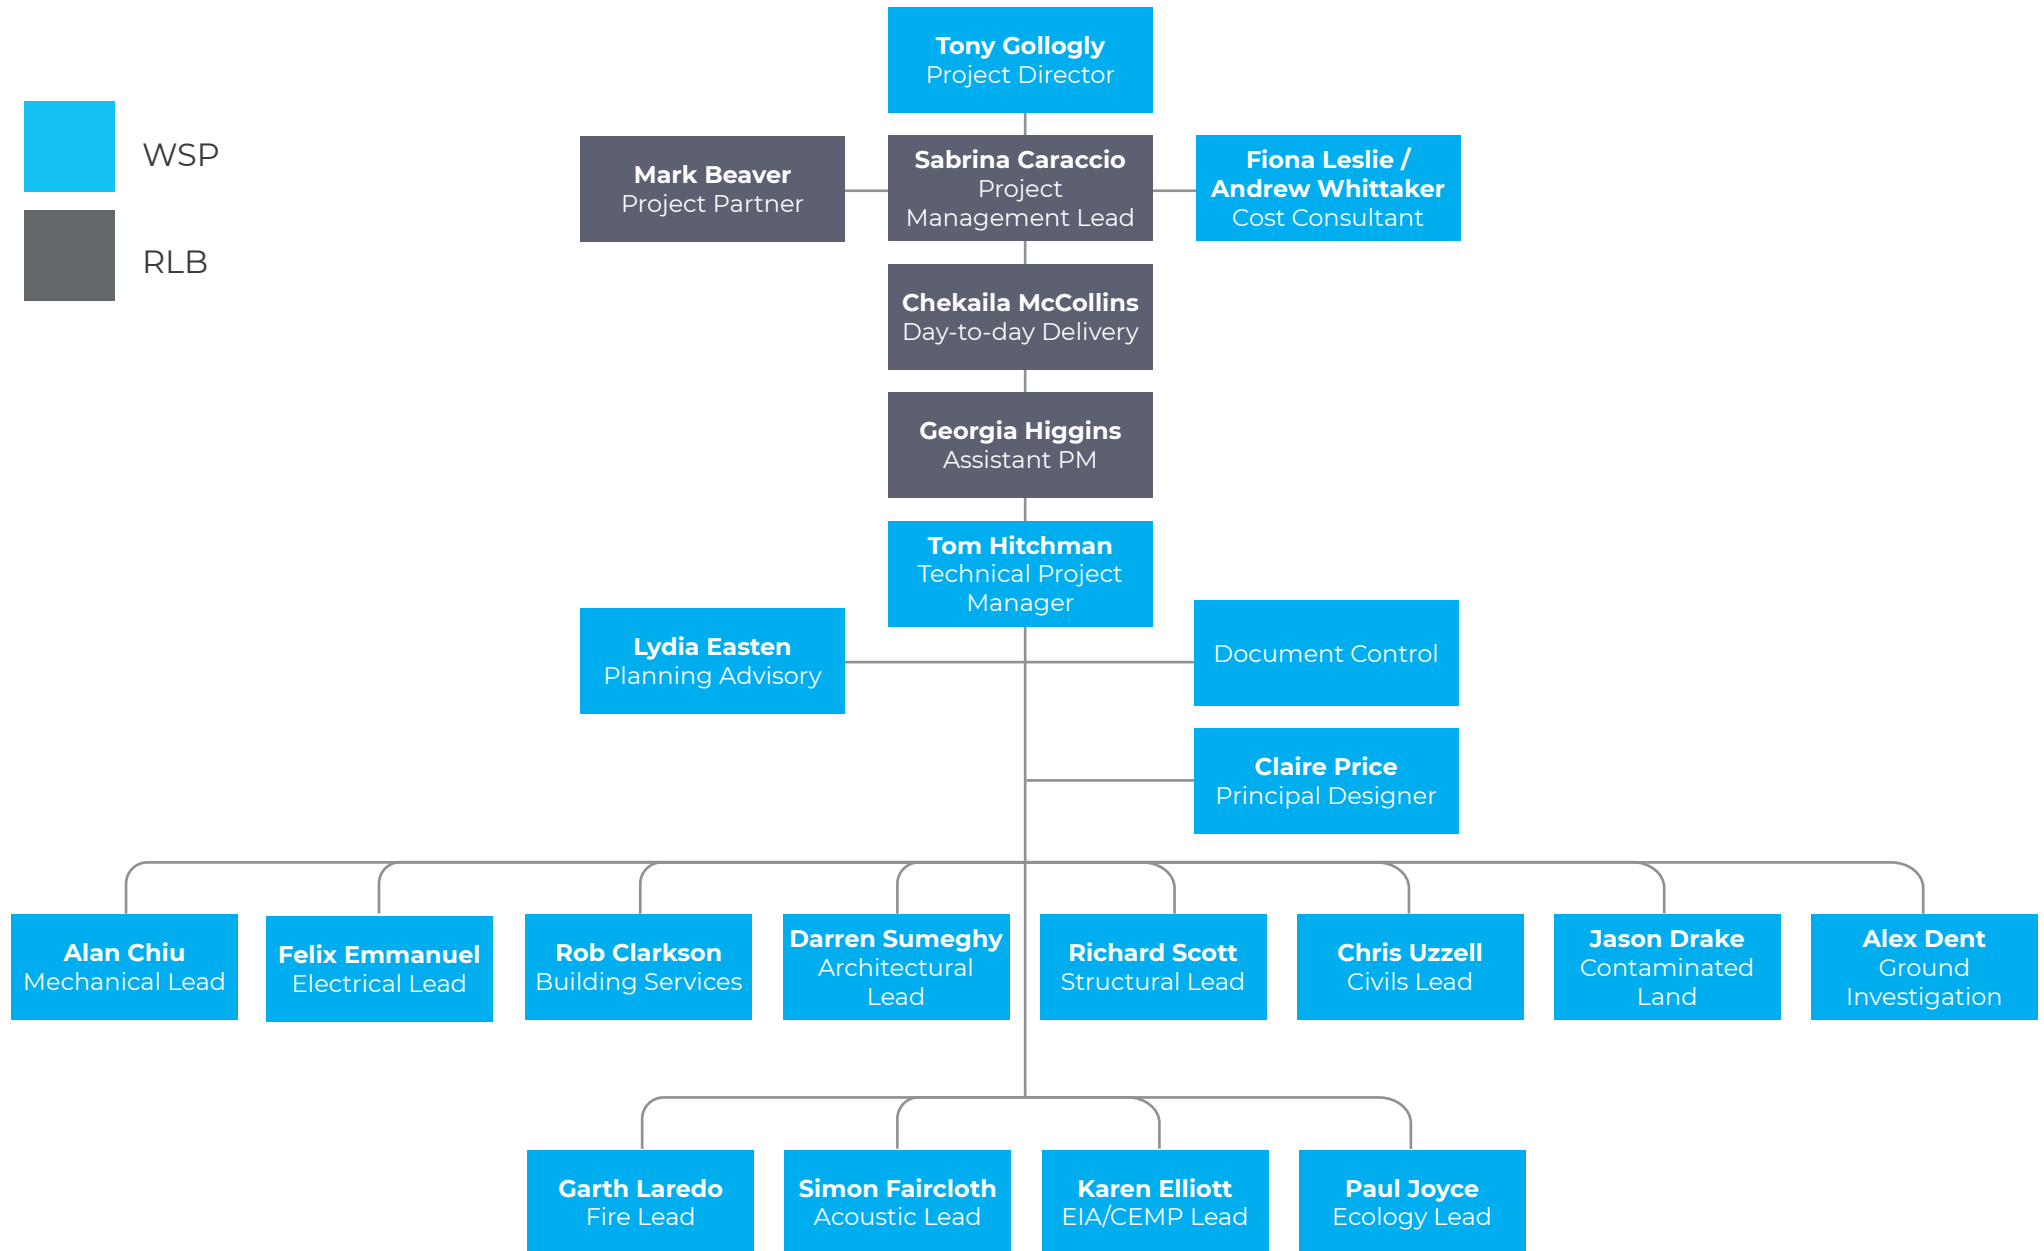 Tony Gollogly
Project Director
WSP
RLB
Mark Beaver
Project Partner
Sabrina Caraccio
Project
Management Lead
Fiona Leslie /
Andrew Whittaker
Cost Consultant
Chekaila McCollins
Day-to-day Delivery
Georgia Higgins
Assistant PM
Tom Hitchman
Technical Project
Manager
Lydia Easten
Planning Advisory
Document Control
Claire Price
Principal Designer
Alan Chiu
Mechanical Lead
Felix Emmanuel
Electrical Lead
Rob Clarkson
Building Services
Darren Sumeghy
Architectural
Lead
Richard Scott
Structural Lead
Chris Uzzell
Civils Lead
Jason Drake
Contaminated
Land
Alex Dent
Ground
Investigation
Garth Laredo
Fire Lead
Simon Faircloth
Acoustic Lead
Karen Elliott
EIA/CEMP Lead
Paul Joyce
Ecology Lead